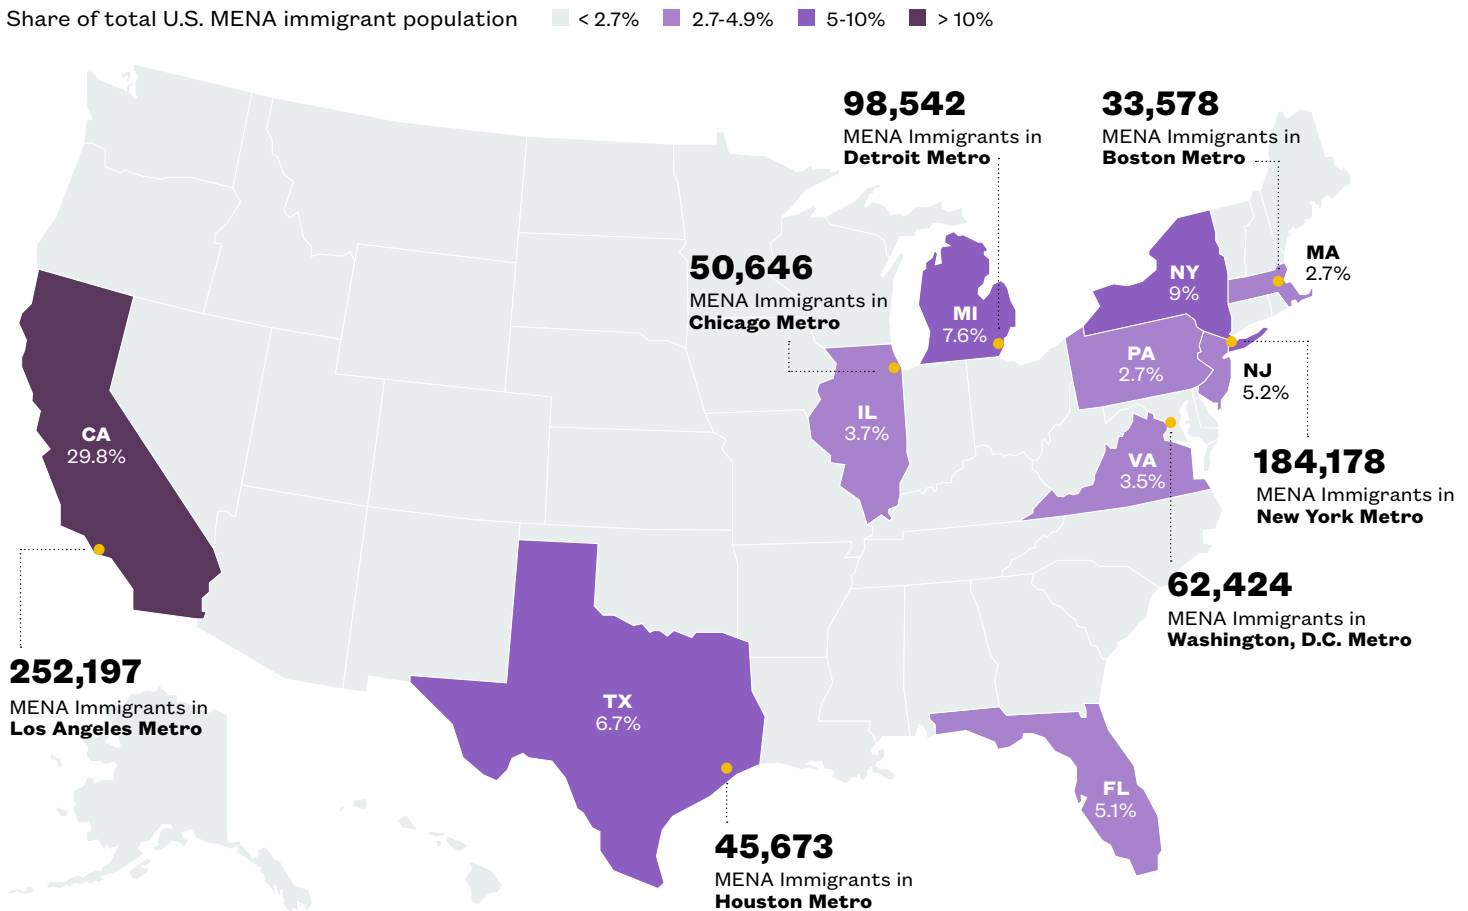 Share of total U.S. MENA immigrant population < 2.7% 2.7-4.9% 5-10% > 10%
98,542
MENA Immigrants in
Detroit Metro
33,578
MENA Immigrants in
Boston Metro
50,646
MENA Immigrants in
Chicago Metro
MA
2.7%
NY
9%
MI
7.6%
PA
2.7%
NJ
5.2%
IL
3.7%
CA
29.8%
VA
3.5%
184,178
MENA Immigrants in
New York Metro
62,424
MENA Immigrants in
Washington, D.C. Metro
252,197
MENA Immigrants in
Los Angeles Metro
TX
6.7%
FL
5.1%
45,673
MENA Immigrants in
Houston Metro